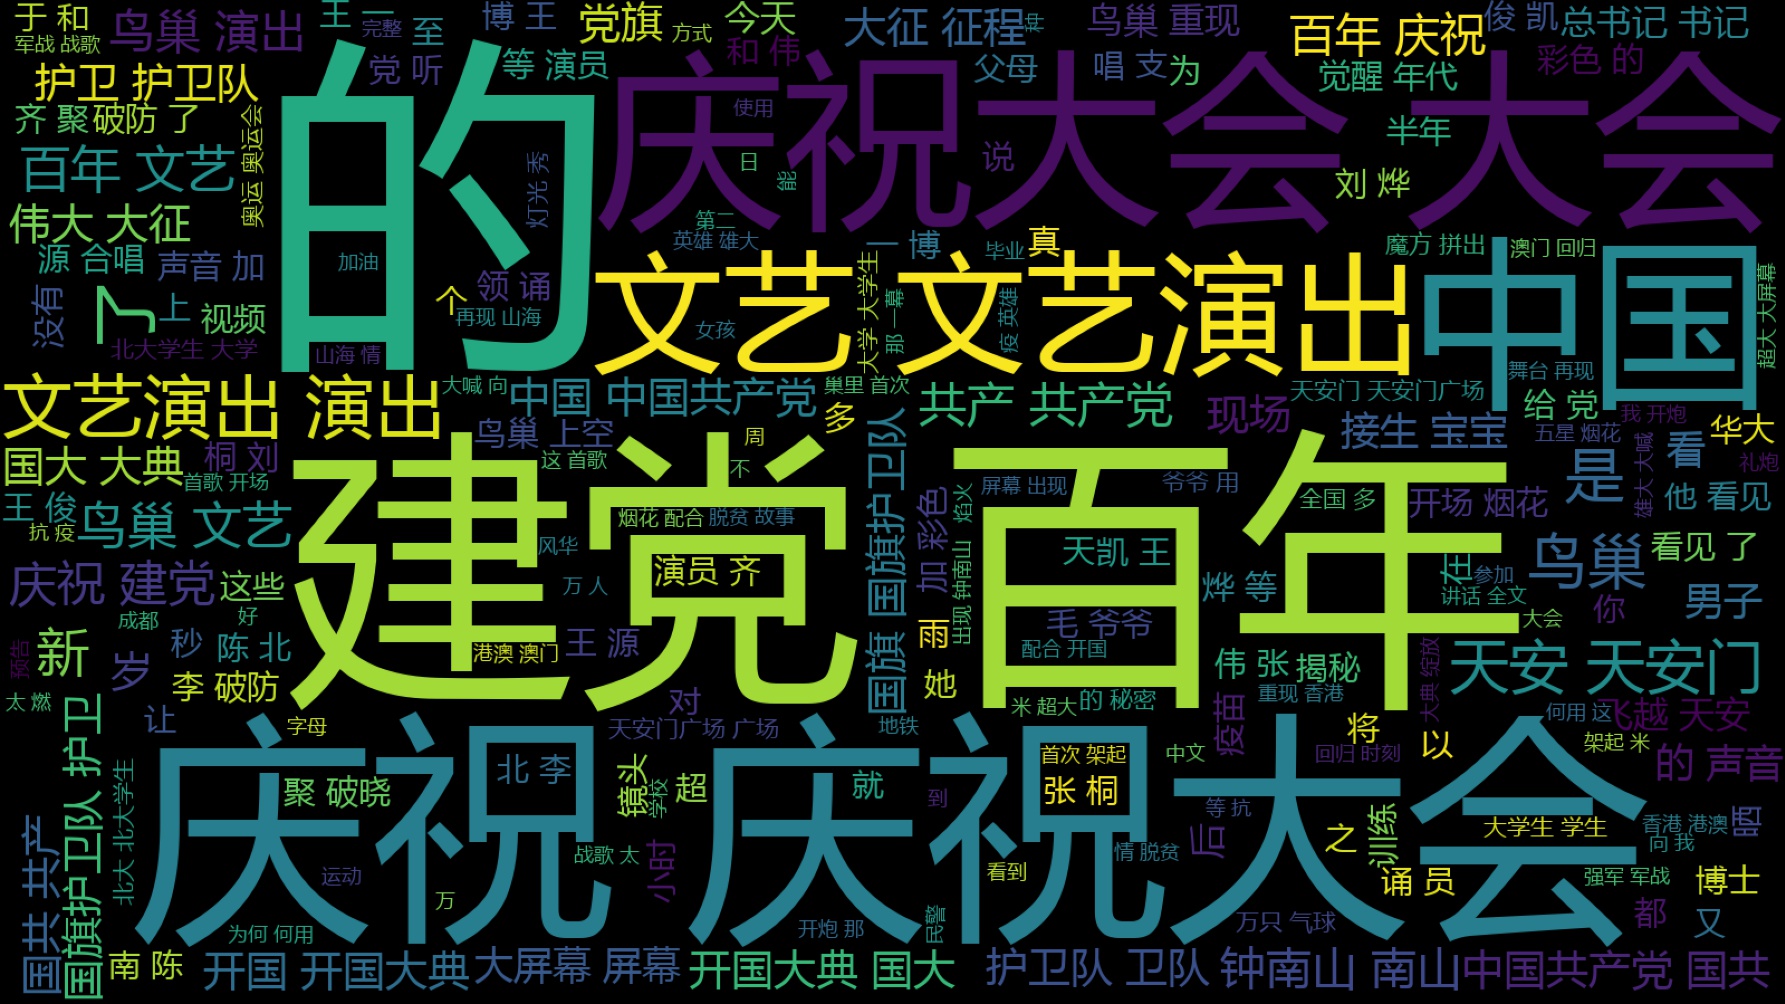 于 和
军战 战歌
鸟巢 演出
王 一
完整
至
博 王
党旗
方式
今天
大征 征程
鸟巢 重现
百年 庆祝
俊 凯
总书记 书记
护卫 护卫队
党 听
等 演员
和 伟
父母
唱 支
为
觉醒 年代
彩色 的
齐 聚
破防 了
奥运 奥运会
的
庆祝大会 大会
使用
日
能
说
半年
刘 烨
百年 文艺
灯光 秀
伟大 大征
第二
英雄 雄大
一 博
毕业
真
魔方 拼出
澳门 回归
源 合唱
声音 加
加油
文艺 文艺演出
中国
超大 大屏幕
没有
了
上
视频
个
领 诵
再现 山海
女孩
大学 大学生
那 一幕
疫 英雄
北大学生 大学
山海 情
舞台 再现
文艺演出 演出
大喊 向
中国 中国共产党
巢里 首次
共产 共产党
现场
天安门 天安门广场
给 党
我 开炮
多
接生 宝宝
五星 烟花
华大
国大 大典
桐 刘
首歌 开场
鸟巢 上空
这 首歌
周
不
建党 百年
国旗 国旗护卫队
屏幕 出现
爷爷 用
全国 多
开场 烟花
是
雄大 大喊
看
礼炮
他 看见
王 俊
抗 疫
鸟巢 文艺
烟花 配合
脱贫 故事
风华
加 彩色
焰火
出现 钟南山
天凯 王
鸟巢
看见 了
庆祝 建党
这些
好
演员 齐
万 人
烨 等
在
参加
讲话 全文
你
男子
成都
毛 爷爷
大会
雨
预告
新
秒
陈 北
港澳 澳门
王 源
配合 开国
伟 张
揭秘
天安 天安门
岁
李 破防
她
重现 香港
大典 绽放
太 燃
让
字母
对
天安门广场 广场
地铁
米 超大
的 秘密
疫苗
将
何用 这
飞越 天安
国旗护卫队 护卫
庆祝 庆祝大会
首次 架起
中文
回归 时刻
以
架起 米
的 声音
北大 北大学生
聚 破晓
北 李
镜头
学校
超
就
到
张 桐
等 抗
国共 共产
战歌 太
小时
看到
情 脱贫
后
之
训练
大学生 学生
香港 港澳
向 我
晒
运动
诵 员
强军 军战
博士
万
为何 何用
开炮 那
民警
万只 气球
都
又
南 陈
开国 开国大典
大屏幕 屏幕
开国大典 国大
护卫队 卫队
钟南山 南山
中国共产党 国共